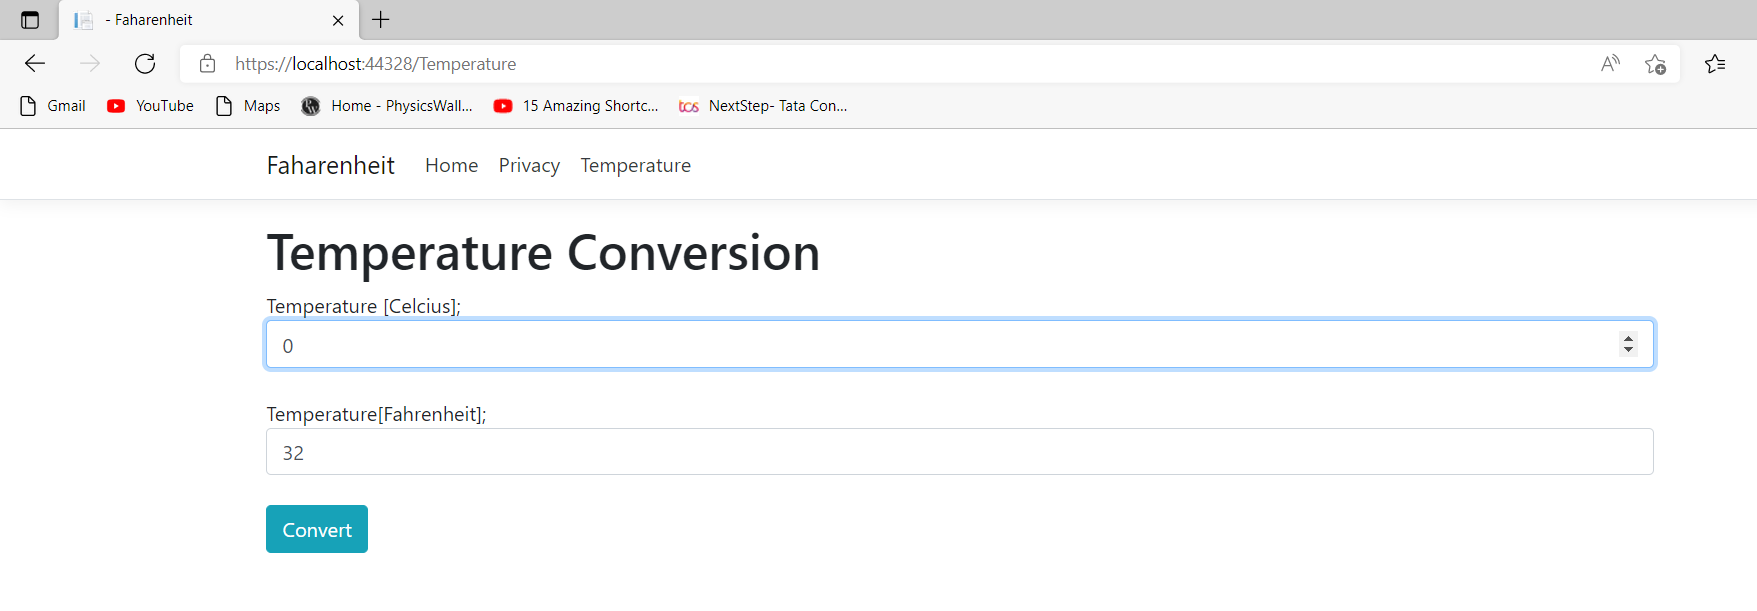 - Faharenheit
https://localhost:44328/Temperature
Gmail YouTube Maps Home - PhysicsWall... 15 Amazing Shortc... tcs NextStep- Tata Con...
Faharenheit Home Privacy Temperature
Temperature Conversion
Temperature [Celcius];
0
Temperature[Fahrenheit];
32
Convert